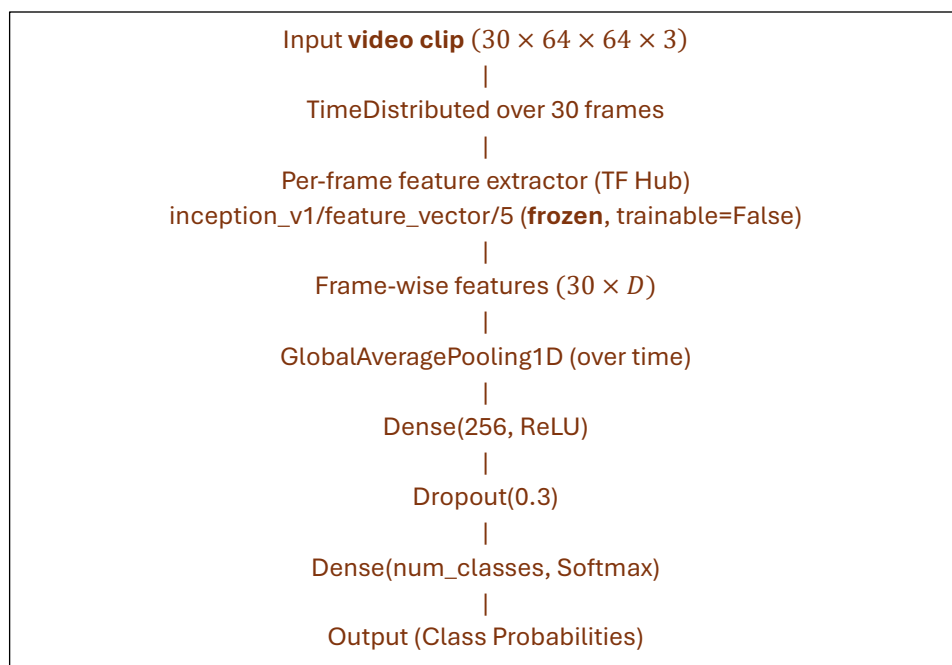 Input video clip (30 × 64 × 64 × 3)
|
TimeDistributed over 30 frames
|
Per-frame feature extractor (TF Hub)
inception_v1/feature_vector/5 (frozen, trainable=False)
|
Frame-wise features (30 × D)
|
GlobalAveragePooling1D (over time)
|
Dense(256, ReLU)
|
Dropout(0.3)
|
Dense(num_classes, Softmax)
|
Output (Class Probabilities)